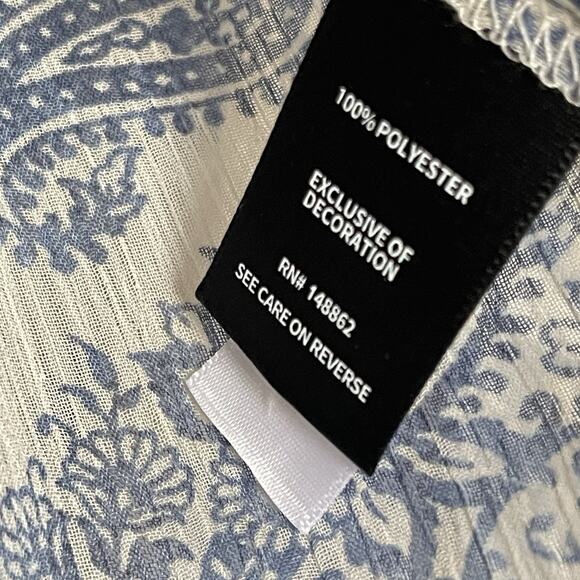 100% POLYESTER
EXCLUSIVE OF
DECORATION
RN# 148862
SEE CARE ON REVERSE